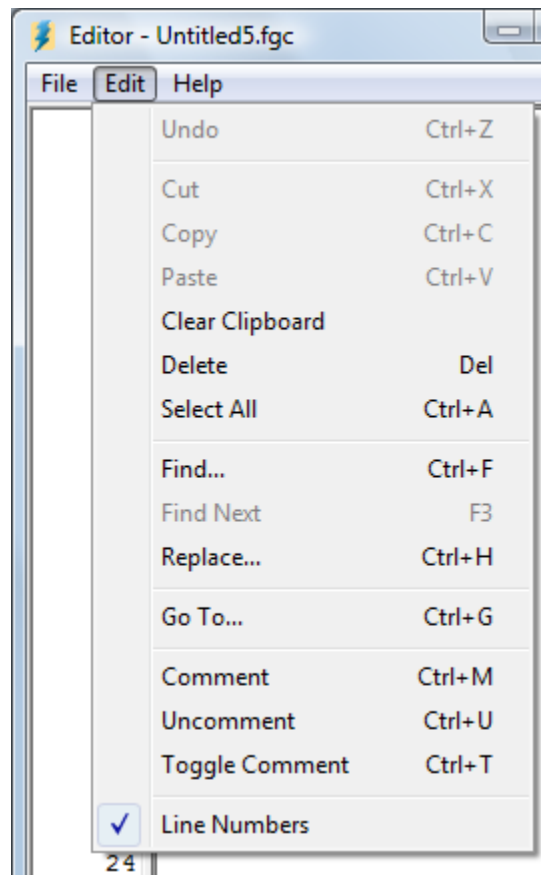 Editor - Untitled5.fgc
File Edit Help
Undo Ctrl+Z
Cut Ctrl+X
Copy Ctrl+C
Paste Ctrl+V
Clear Clipboard
Delete Del
Select All Ctrl+A
Find... Ctrl+F
Find Next F3
Replace... Ctrl+H
Go To... Ctrl+G
Comment Ctrl+M
Uncomment Ctrl+U
Toggle Comment Ctrl+T
Line Numbers
24